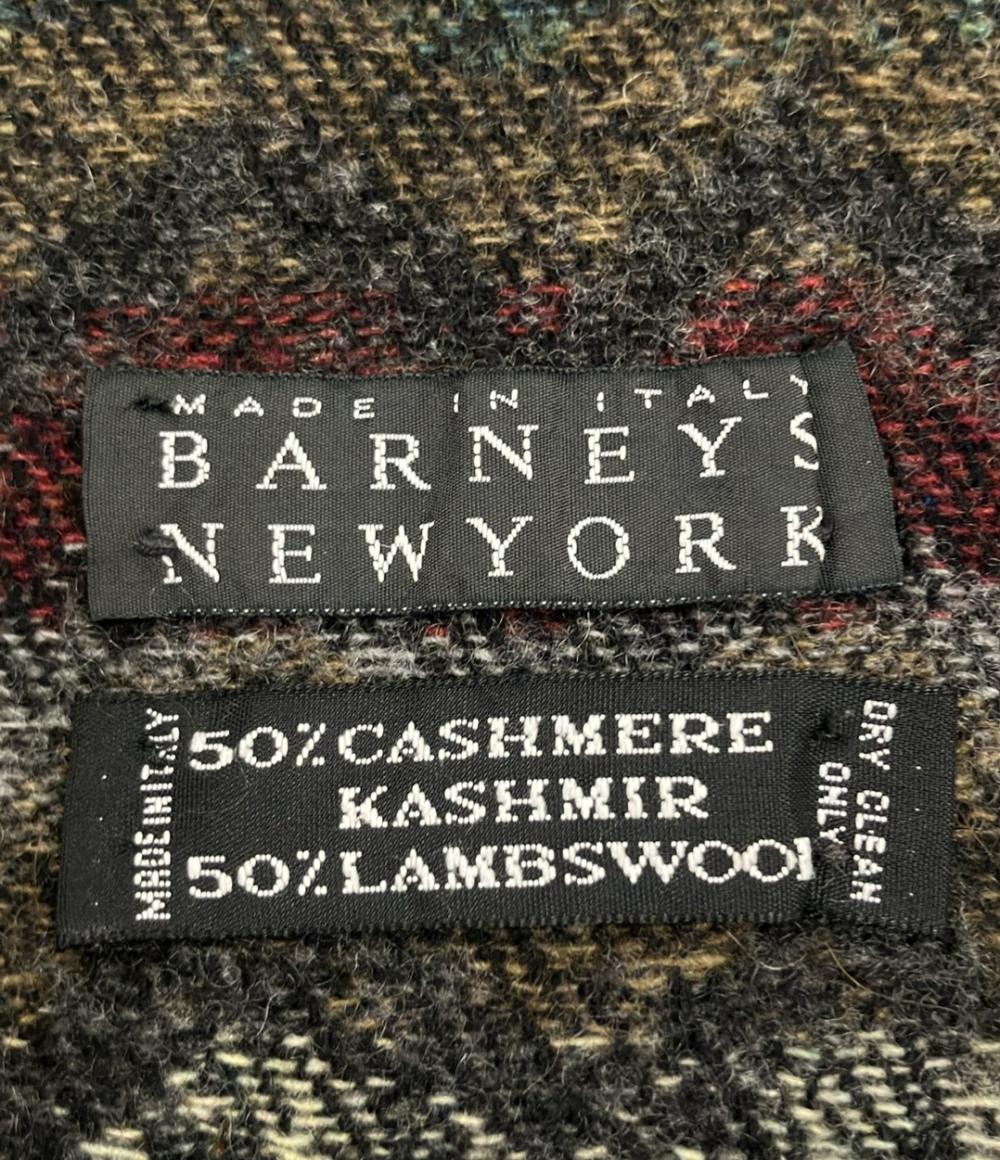 MADE IN ITALY
BARNEYS
NEWYORK
MADE IN ITALY
50% CASHMERE
KASHMIR
50% LAMBSWOOL
DRY CLEAN
ONLY